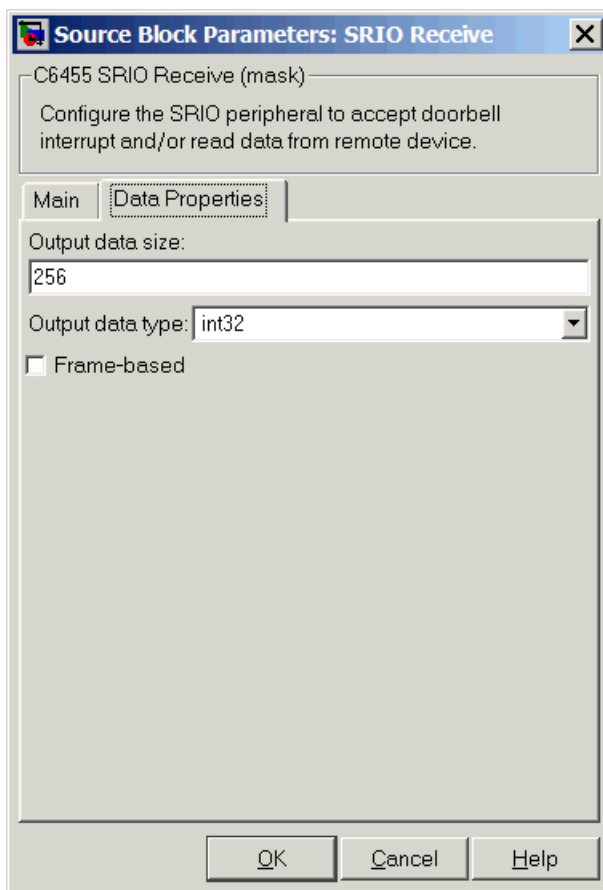 Source Block Parameters: SRIO Receive
C6455 SRIO Receive (mask)
Configure the SRIO peripheral to accept doorbell
interrupt and/or read data from remote device.
Main Data Properties
Output data size:
256
Output data type: int32
Frame-based
OK Cancel Help